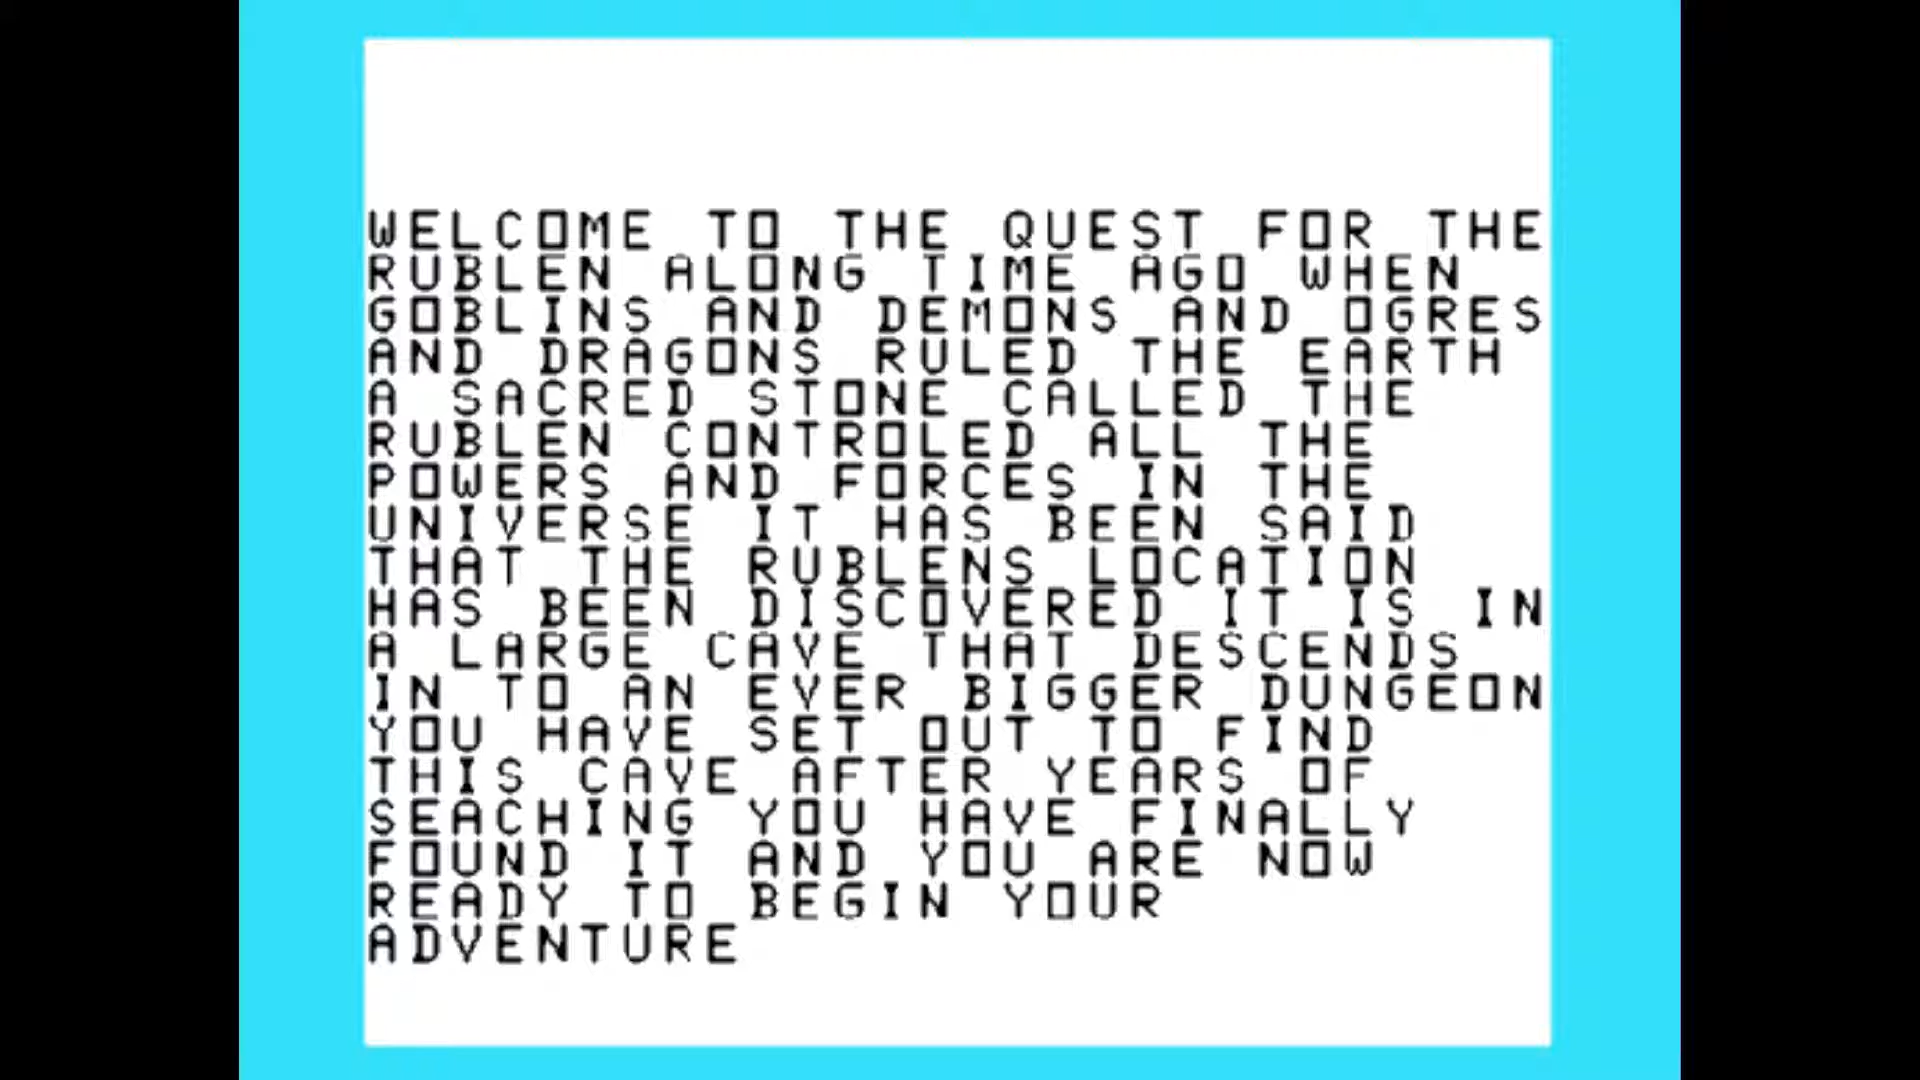 WELCOME TO THE QUEST FOR THE
RUBLEN ALONG TIME AGO WHEN
GOBLINS AND DEMONS AND OGRES
AND DRAGONS RULED THE EARTH
A SACRED STONE CALLED THE
RUBLEN CONTROLED ALL THE
POWERS AND FORCES IN THE
UNIVERSE IT HAS BEEN SAID
THAT THE RUBLENS LOCATION
HAS BEEN DISCOVERED IT IS IN
A LARGE CAVE THAT DESCENDS
IN TO AN EVER BIGGER DUNGEON
YOU HAVE SET OUT TO FIND
THIS CAVE AFTER YEARS OF
SEACHING YOU HAVE FINALLY
FOUND IT AND YOU ARE NOW
READY TO BEGIN YOUR
ADVENTURE